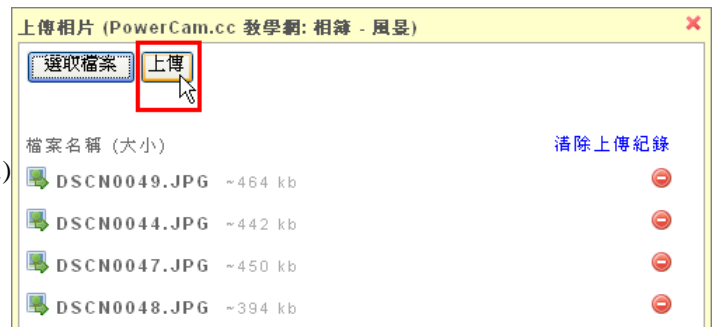 上傳相片 (PowerCam.cc 教學網: 相簿 - 風景)
選取檔案 上傳
檔案名稱 (大小) 清除上傳紀錄
)
DSCN0049.JPG ~464 kb
DSCN0044.JPG ~442 kb
DSCN0047.JPG ~450 kb
DSCN0048.JPG ~394 kb